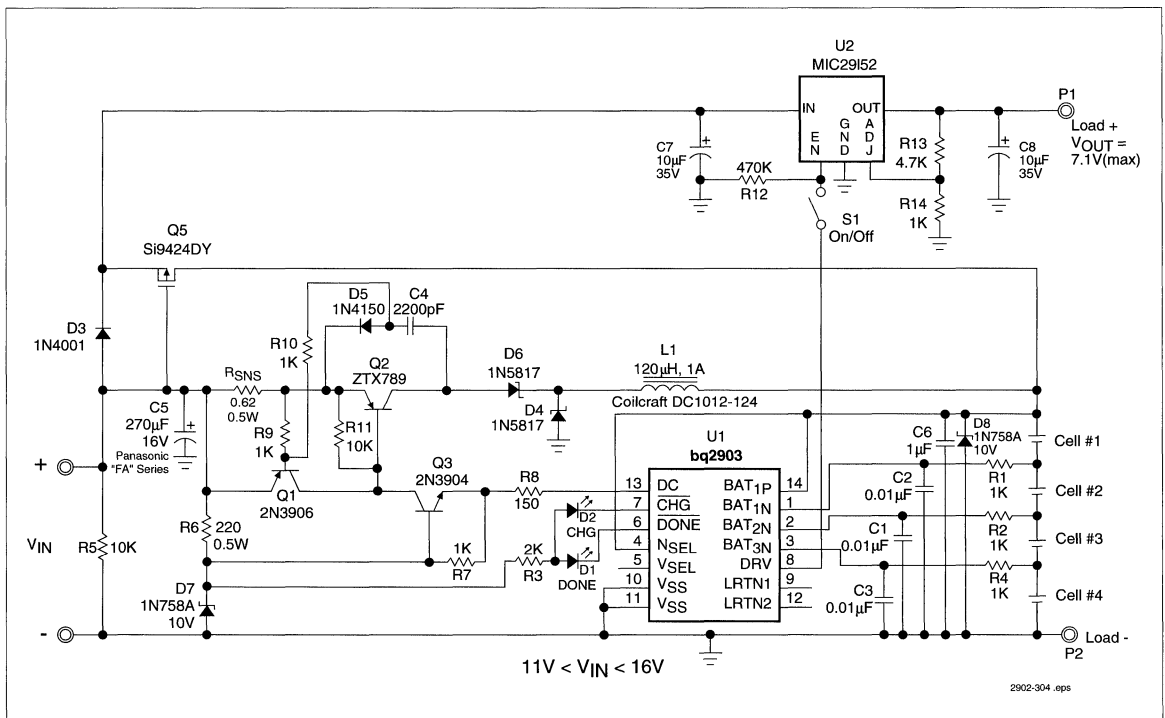 U2
MIC29I52
IN
OUT
EN
GND
ADJ
P1
Load +
VOUT =
7.1V(max)
C7
10µF
35V
470K
R12
R13
4.7K
C8
10µF
35V
R14
1K
S1
On/Off
Q5
Si9424DY
D3
1N4001
R10
1K
D5
1N4150
C4
2200pF
Q2
ZTX789
D6
1N5817
L1
120µH, 1A
Coilcraft DC1012-124
RSNS
0.62
0.5W
C5
270µF
16V
Panasonic
"FA" Series
R9
1K
R11
10K
D4
1N5817
U1
bq2903
C6
1µF
D8
1N758A
10V
Cell #1
+
Q1
2N3906
Q3
2N3904
R8
150
13 DC
BAT1P 14
7 CHG
BAT1N 1
6 DONE
BAT2N 2
4 NSEL
BAT3N 3
5 VSEL
DRV 8
10 VSS
LRTN1 9
11 VSS
LRTN2 12
D2
CHG
D1
DONE
C2
0.01µF
R1
1K
Cell #2
C1
0.01µF
R2
1K
Cell #3
C3
0.01µF
R4
1K
Cell #4
VIN
R5
10K
R6
220
0.5W
1K
R7
2K
R3
D7
1N758A
10V
-
Load -
P2
11V < VIN < 16V
2902-304 .eps